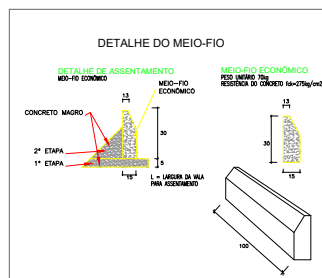 DETALHE DO MEIO-FIO
DETALHE DE ASSENTAMENTO
MEIO-FIO ECONÔMICO
MEIO-FIO
ECONÔMICO
13
CONCRETO MAGRO
30
2ª ETAPA
1ª ETAPA
5
15
L = LARGURA DA VALA
PARA ASSENTAMENTO
MEIO-FIO ECONÔMICO
PESO UNITÁRIO 70kg
RESISTÊNCIA DO CONCRETO fck=275kg/cm2
13
30
15
100